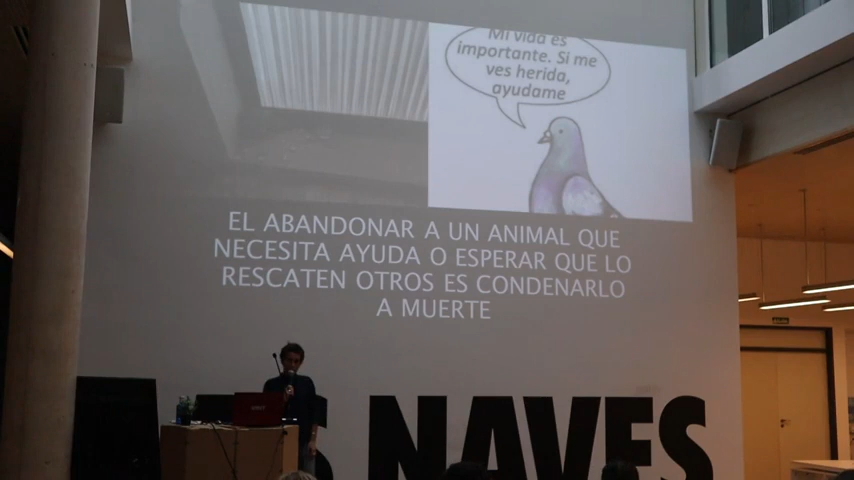 Mi vida es
importante. Si me
ves herida,
ayudame
EL ABANDONAR A UN ANIMAL QUE
NECESITA AYUDA O ESPERAR QUE LO
RESCATEN OTROS ES CONDENARLO
A MUERTE
S NAVES